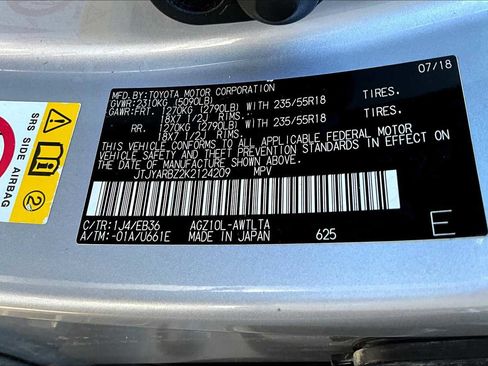 07/18
MFD.BY:TOYOTA MOTOR CORPORATION
GVWR:2310KG (5090LB)
GAWR:FRT. 1270KG (2790LB) WITH 235/55R18 TIRES.
18X7 1/2J RIMS.
RR. 1270KG (2790LB) WITH 235/55R18 TIRES.
18X7 1/2J RIMS.
THIS VEHICLE CONFORMS TO ALL APPLICABLE FEDERAL MOTOR
VEHICLE SAFETY AND THEFT PREVENTION STANDARDS IN EFFECT ON
THE DATE OF MANUFACTURE SHOWN ABOVE.
JTJYARBZ2K2124209 MPV
C/TR:1J4/EB36 AGZ10L-AWTLTA
A/TM:-01A/U661E MADE IN JAPAN 625
E
SRS SIDE AIRBAG
2